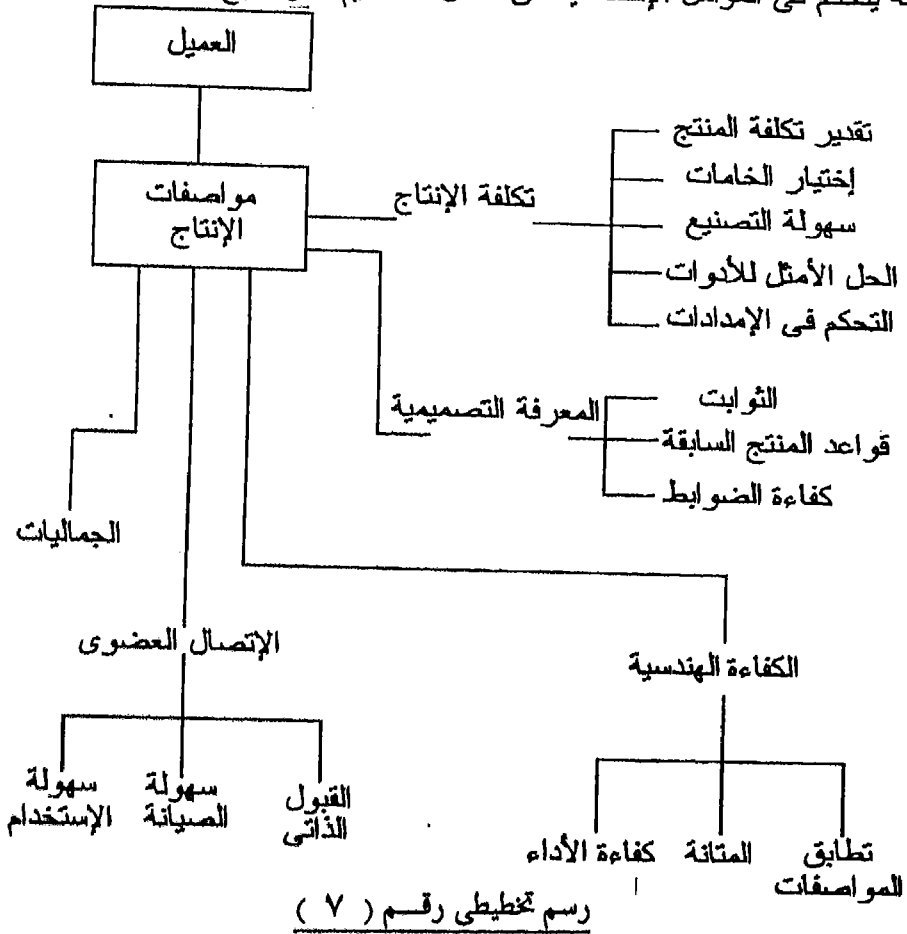 العميل
مواصفات
الإنتاج
تكلفة الإنتاج
تقدير تكلفة المنتج
إختيار الخامات
سهولة التصنيع
الحل الأمثل للأدوات
التحكم فى الإمدادات
المعرفة التصميمية
الثوابت
قواعد المنتج السابقة
كفاءة الضوابط
الجماليات
الإتصال العضوى
القبول
الذاتى
سهولة
الصيانة
سهولة
الإستخدام
الكفاءة الهندسية
تطابق
المواصفات
المتانة
كفاءة الأداء
رسم تخطيطى رقم ( ٧ )